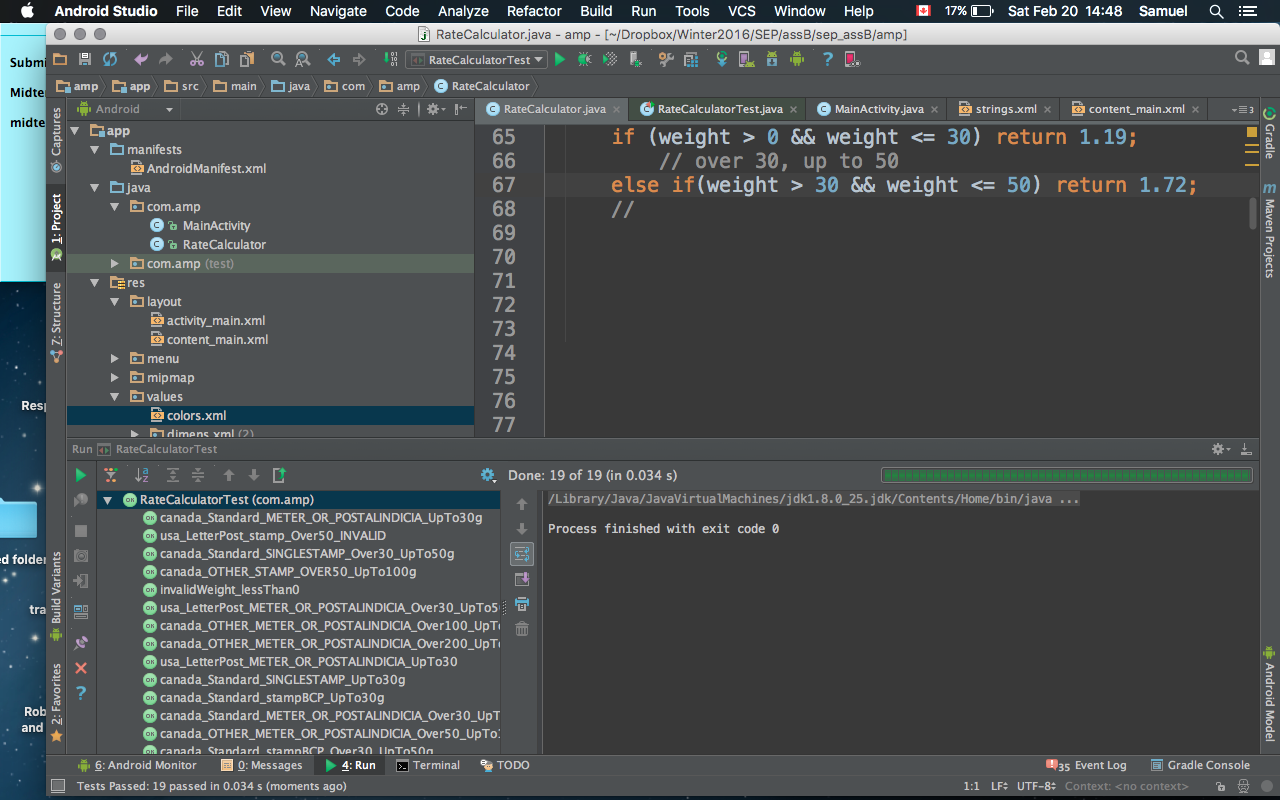 Android Studio File Edit View Navigate Code Analyze Refactor Build Run Tools VCS Window Help 17% Sat Feb 20 14:48 Samuel
RateCalculator.java - amp - [~/Dropbox/Winter2016/SEP/assB/sep_assB/amp]
RateCalculatorTest
amp app src main java com amp RateCalculator
Submi
Midte
midte
Resp
ed folder
tra
Rob
and
Captures
1: Project
Z: Structure
Build Variants
2: Favorites
Android
app
manifests
AndroidManifest.xml
java
com.amp
MainActivity
RateCalculator
com.amp (test)
res
layout
activity_main.xml
content_main.xml
menu
mipmap
values
colors.xml
dimens.xml (2)
RateCalculator.java RateCalculatorTest.java MainActivity.java strings.xml content_main.xml 3
65 if (weight > 0 && weight <= 30) return 1.19;
66 // over 30, up to 50
67 else if(weight > 30 && weight <= 50) return 1.72;
68 //
69
70
71
72
73
74
75
76
77
Gradle
Maven Projects
Android Model
Run RateCalculatorTest
Done: 19 of 19 (in 0.034 s)
RateCalculatorTest (com.amp)
canada_Standard_METER_OR_POSTALINDICIA_UpTo30g
usa_LetterPost_stamp_Over50_INVALID
canada_Standard_SINGLESTAMP_Over30_UpTo50g
canada_OTHER_STAMP_OVER50_UpTo100g
invalidWeight_lessThan0
usa_LetterPost_METER_OR_POSTALINDICIA_Over30_UpTo5
canada_OTHER_METER_OR_POSTALINDICIA_Over100_UpT
canada_OTHER_METER_OR_POSTALINDICIA_Over200_UpT
usa_LetterPost_METER_OR_POSTALINDICIA_UpTo30
canada_Standard_SINGLESTAMP_UpTo30g
canada_Standard_stampBCP_UpTo30g
canada_Standard_METER_OR_POSTALINDICIA_Over30_UpT
canada_OTHER_METER_OR_POSTALINDICIA_Over50_UpTo
canada_Standard_stampBCP_Over30_UpTo50g
/Library/Java/JavaVirtualMachines/jdk1.8.0_25.jdk/Contents/Home/bin/java ...
Process finished with exit code 0
6: Android Monitor 0: Messages 4: Run Terminal TODO 35 Event Log Gradle Console
Tests Passed: 19 passed in 0.034 s (moments ago) 1:1 LF UTF-8 Context: <no context>